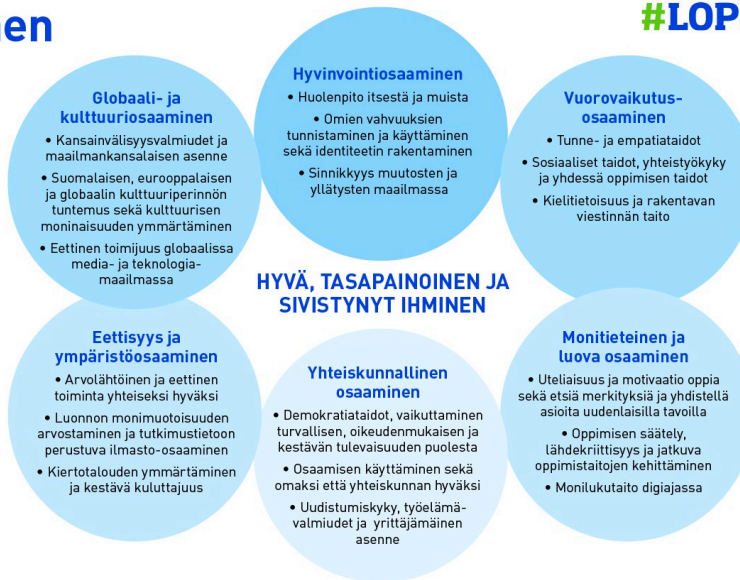 #LOP
Hyvinvointiosaaminen
• Huolenpito itsestä ja muista
• Omien vahvuuksien
tunnistaminen ja käyttäminen
sekä identiteetin rakentaminen
• Sinnikkyys muutosten ja
yllätysten maailmassa
Globaali- ja
kulttuuriosaaminen
• Kansainvälisyysvalmiudet ja
maailmankansalaisen asenne
• Suomalaisen, eurooppalaisen
ja globaalin kulttuuriperinnön
tuntemus sekä kulttuurisen
moninaisuuden ymmärtäminen
• Eettinen toimijuus globaalissa
media- ja teknologia-
maailmassa
Vuorovaikutus-
osaaminen
• Tunne- ja empatiataidot
• Sosiaaliset taidot, yhteistyökyky
ja yhdessä oppimisen taidot
• Kielitietoisuus ja rakentavan
viestinnän taito
HYVÄ, TASAPAINOINEN JA
SIVISTYNYT IHMINEN
Eettisyys ja
ympäristöosaaminen
• Arvolähtöinen ja eettinen
toiminta yhteiseksi hyväksi
• Luonnon monimuotoisuuden
arvostaminen ja tutkimustietoon
perustuva ilmasto-osaaminen
• Kiertotalouden ymmärtäminen
ja kestävä kuluttajuus
Yhteiskunnallinen
osaaminen
• Demokratiataidot, vaikuttaminen
turvallisen, oikeudenmukaisen ja
kestävän tulevaisuuden puolesta
• Osaamisen käyttäminen sekä
omaksi että yhteiskunnan hyväksi
• Uudistumiskyky, työelämä-
valmiudet ja yrittäjämäinen
asenne
Monitieteinen ja
luova osaaminen
• Uteliaisuus ja motivaatio oppia
sekä etsiä merkityksiä ja yhdistellä
asioita uudenlaisilla tavoilla
• Oppimisen säätely,
lähdekriittisyys ja jatkuva
oppimistaitojen kehittäminen
• Monilukutaito digiajassa